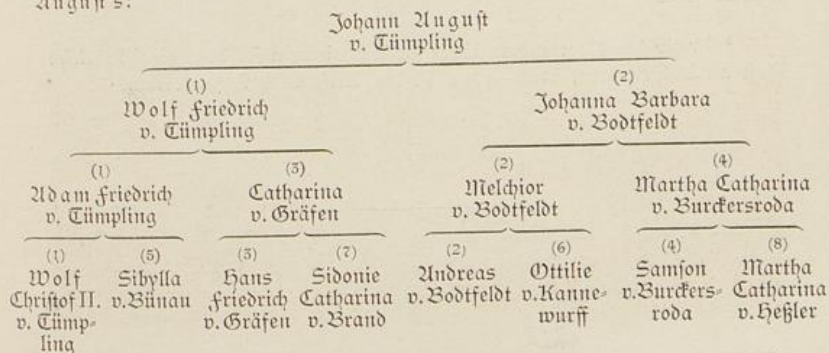 August's:
Johann August
v. Tümpling
(1)
Wolf Friedrich
v. Tümpling
(2)
Johanna Barbara
v. Bodtfeldt
(1)
Adam Friedrich
v. Tümpling
(3)
Catharina
v. Gräfen
(2)
Melchior
v. Bodtfeldt
(4)
Martha Catharina
v. Burckersroda
(1)
Wolf
Christof II.
v. Tümp-
ling
(5)
Sibylla
v. Bünau
(3)
Hans
Friedrich
v. Gräfen
(7)
Sidonie
Catharina
v. Brand
(2)
Andreas
v. Bodtfeldt
(6)
Ottilie
v. Kanne-
wurff
(4)
Samson
v. Burckers-
roda
(8)
Martha
Catharina
v. Heßler